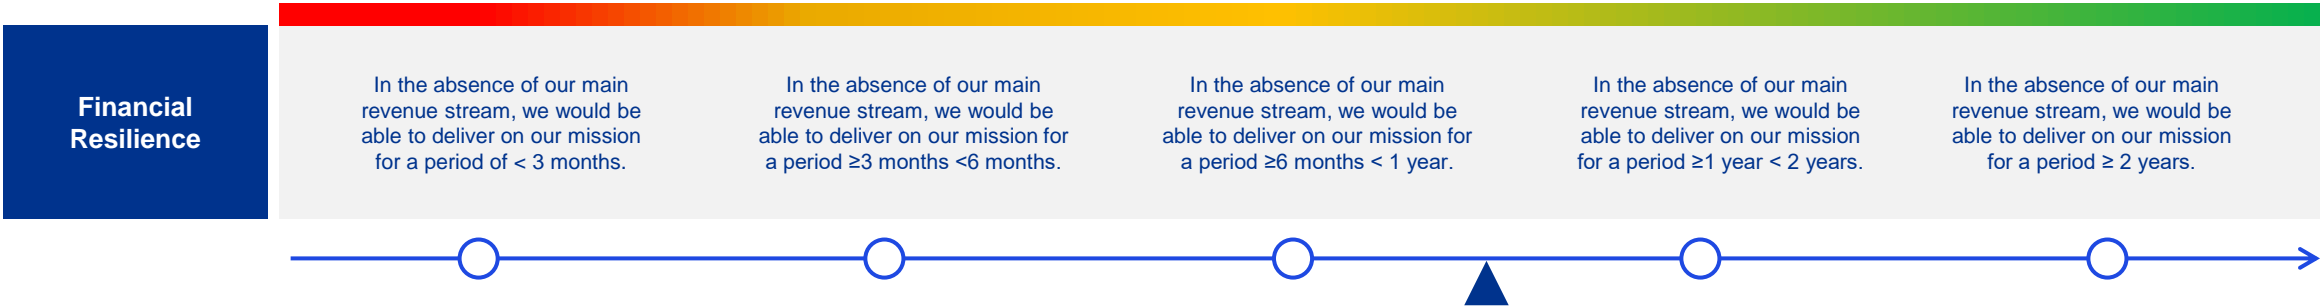 Financial
Resilience
In the absence of our main
revenue stream, we would be
able to deliver on our mission
for a period of < 3 months.
In the absence of our main
revenue stream, we would be
able to deliver on our mission for
a period ≥3 months <6 months.
In the absence of our main
revenue stream, we would be
able to deliver on our mission for
a period ≥6 months < 1 year.
In the absence of our main
revenue stream, we would be
able to deliver on our mission
for a period ≥1 year < 2 years.
In the absence of our main
revenue stream, we would be
able to deliver on our mission
for a period ≥ 2 years.